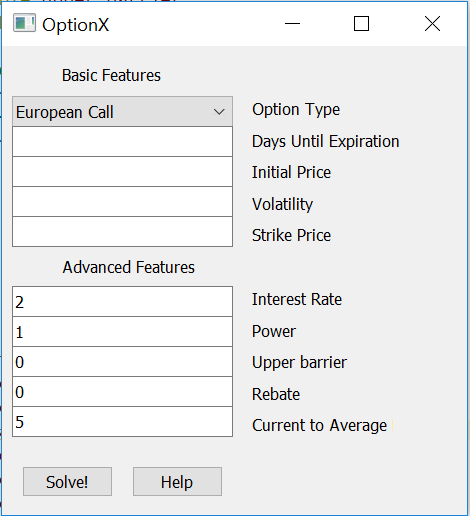 OptionX
Basic Features
European Call Option Type
Days Until Expiration
Initial Price
Volatility
Strike Price
Advanced Features
2 Interest Rate
1 Power
0 Upper barrier
0 Rebate
5 Current to Average
Solve! Help